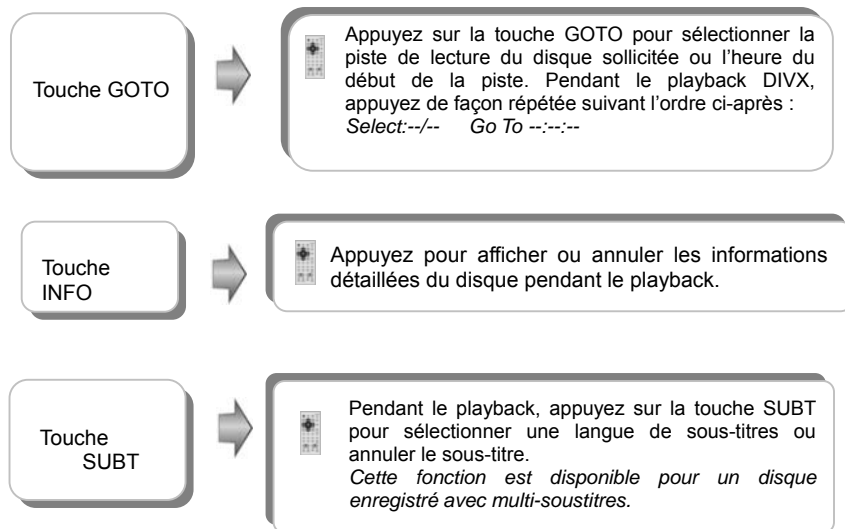 Touche GOTO
Appuyez sur la touche GOTO pour sélectionner la
piste de lecture du disque sollicitée ou l’heure du
début de la piste. Pendant le playback DIVX,
appuyez de façon répétée suivant l’ordre ci-après :
Select:--/-- Go To --:--:--
Touche
INFO
Appuyez pour afficher ou annuler les informations
détaillées du disque pendant le playback.
Touche
SUBT
Pendant le playback, appuyez sur la touche SUBT
pour sélectionner une langue de sous-titres ou
annuler le sous-titre.
Cette fonction est disponible pour un disque
enregistré avec multi-soustitres.